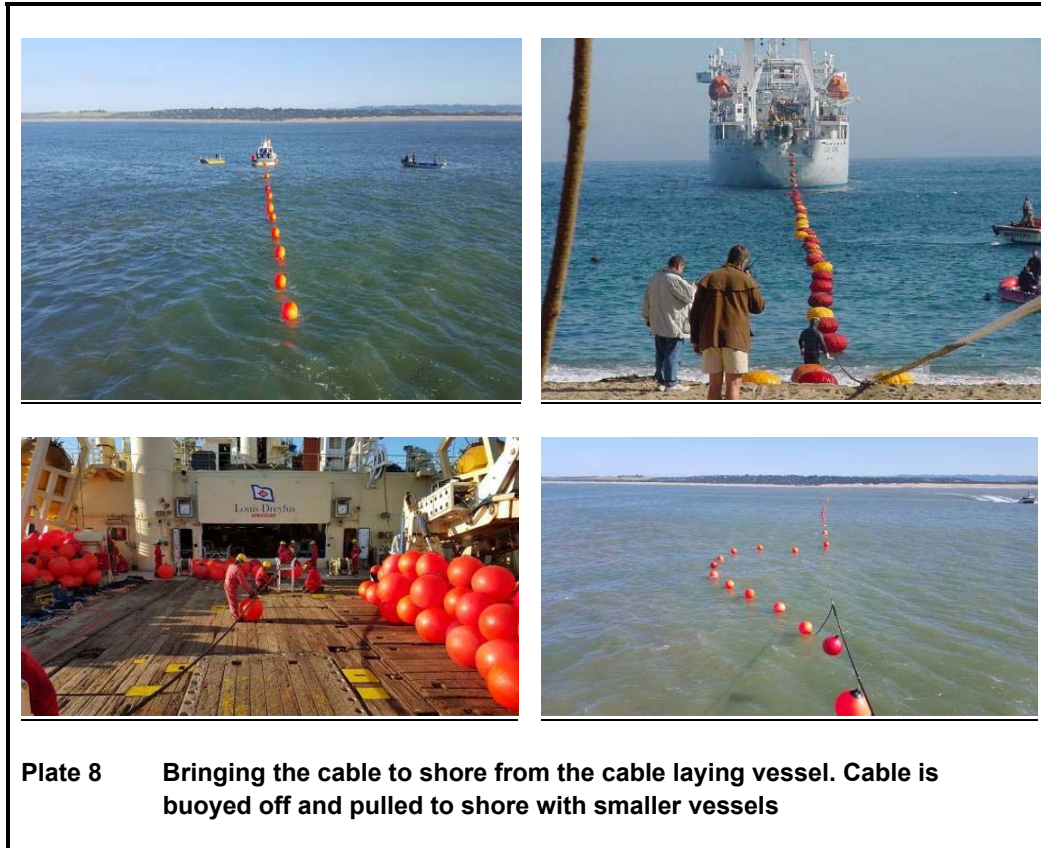 Louis Dreyfus
ARMATEURS
Plate 8 Bringing the cable to shore from the cable laying vessel. Cable is
buoyed off and pulled to shore with smaller vessels